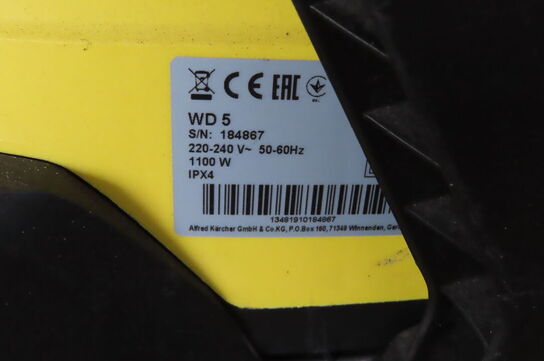 CE EAC
WD 5
S/N: 184867
220-240 V~ 50-60Hz
1100 W
IPX4
13481910184867
Alfred Kärcher GmbH & Co.KG, P.O.Box 160, 71349 Winnenden, Ger